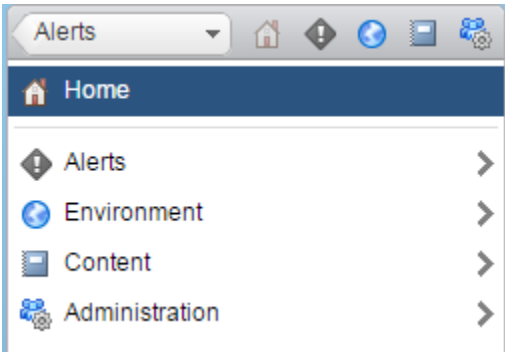 Alerts
Home
Alerts
Environment
Content
Administration